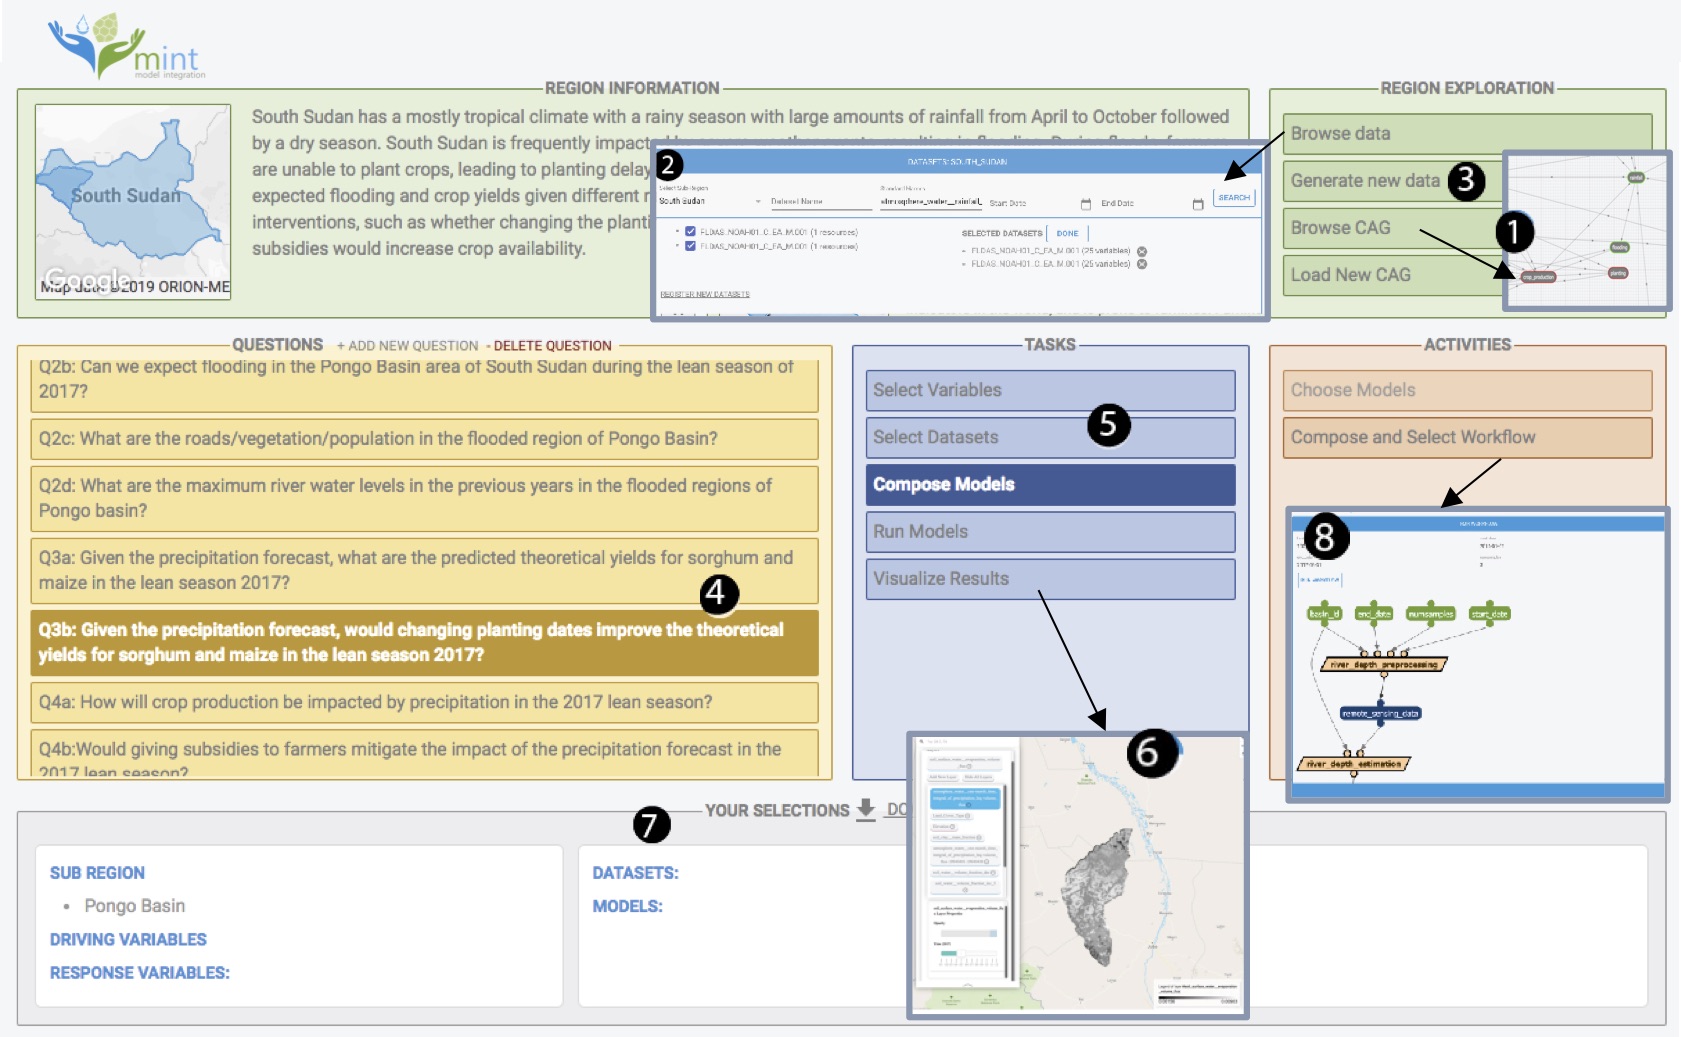 mint
model integration
REGION INFORMATION
South Sudan has a mostly tropical climate with a rainy season with large amounts of rainfall from April to October followed
by a dry season. South Sudan is frequently impact
are unable to plant crops, leading to planting delay
expected flooding and crop yields given different r
interventions, such as whether changing the planti
subsidies would increase crop availability.
South Sudan
Google
Map data ©2019 ORION-ME
2
DATASETS: SOUTH_SUDAN
Select Sub-Region
South Sudan
Dataset Name
atmosphere_water__rainfall_
Start Date
End Date
SEARCH
FLDAS_NOAH01_C_EA_M.001 (1 resources)
FLDAS_NOAH01_C_EA_M.001 (1 resources)
SELECTED DATASETS DONE
FLDAS_NOAH01_C_EA_M.001 (25 variables)
FLDAS_NOAH01_C_EA_M.001 (25 variables)
REGISTER NEW DATASETS
REGION EXPLORATION
Browse data
Generate new data 3
Browse CAG
Load New CAG
1
rainfall
flooding
crop_production
planting
QUESTIONS + ADD NEW QUESTION - DELETE QUESTION
Q2b: Can we expect flooding in the Pongo Basin area of South Sudan during the lean season of
2017?
Q2c: What are the roads/vegetation/population in the flooded region of Pongo Basin?
Q2d: What are the maximum river water levels in the previous years in the flooded regions of
Pongo basin?
Q3a: Given the precipitation forecast, what are the predicted theoretical yields for sorghum and
maize in the lean season 2017?
4
Q3b: Given the precipitation forecast, would changing planting dates improve the theoretical
yields for sorghum and maize in the lean season 2017?
Q4a: How will crop production be impacted by precipitation in the 2017 lean season?
Q4b:Would giving subsidies to farmers mitigate the impact of the precipitation forecast in the
2017 lean season?
TASKS
Select Variables
5
Select Datasets
Compose Models
Run Models
Visualize Results
6
ACTIVITIES
Choose Models
Compose and Select Workflow
8
basin_id
end_date
numsamples
start_date
river_depth_preprocessing
remote_sensing_data
river_depth_estimation
7
YOUR SELECTIONS DO
SUB REGION
Pongo Basin
DRIVING VARIABLES
RESPONSE VARIABLES:
DATASETS:
MODELS: